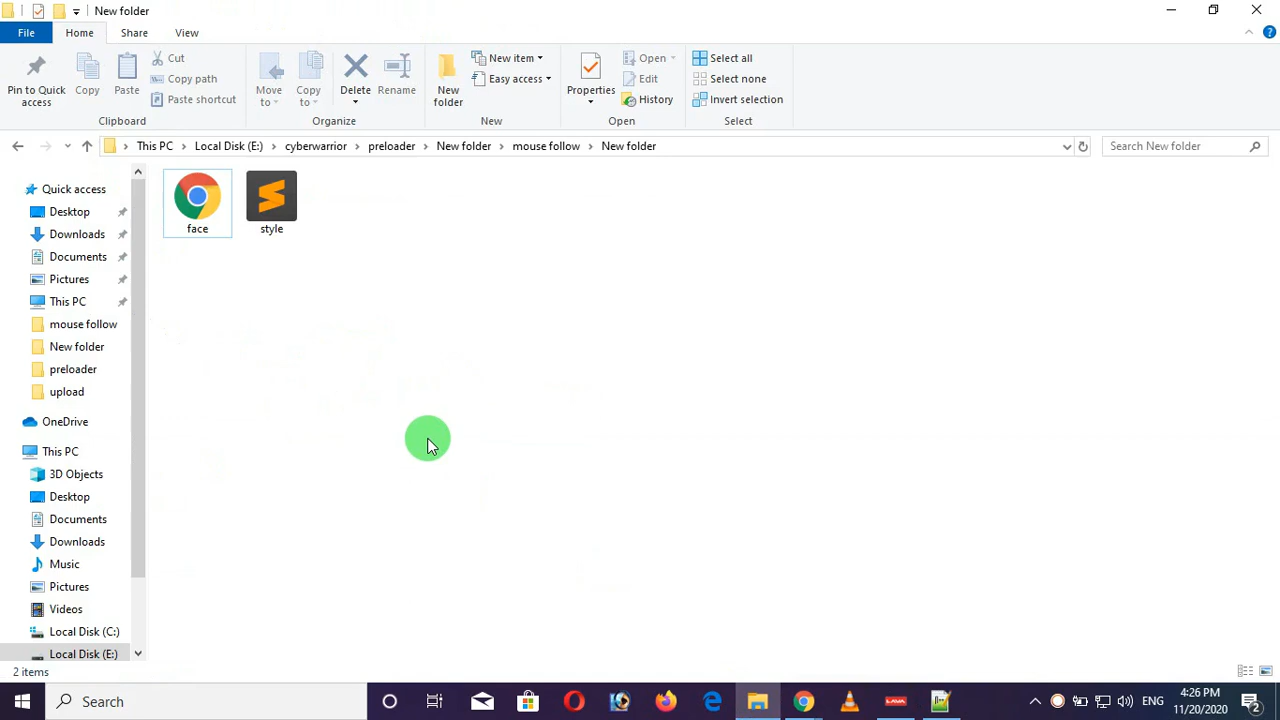 New folder
File Home Share View
Pin to Quick access
Copy
Paste
Cut
Copy path
Paste shortcut
Clipboard
Move to
Copy to
Delete
Rename
Organize
New folder
New item
Easy access
New
Properties
Open
Edit
History
Open
Select all
Select none
Invert selection
Select
This PC > Local Disk (E:) > cyberwarrior > preloader > New folder > mouse follow > New folder
Search New folder
Quick access
Desktop
Downloads
Documents
Pictures
This PC
mouse follow
New folder
preloader
upload
OneDrive
This PC
3D Objects
Desktop
Documents
Downloads
Music
Pictures
Videos
Local Disk (C:)
Local Disk (E:)
face
style
2 items
Search
LAVA
ENG
4:26 PM
11/20/2020
2